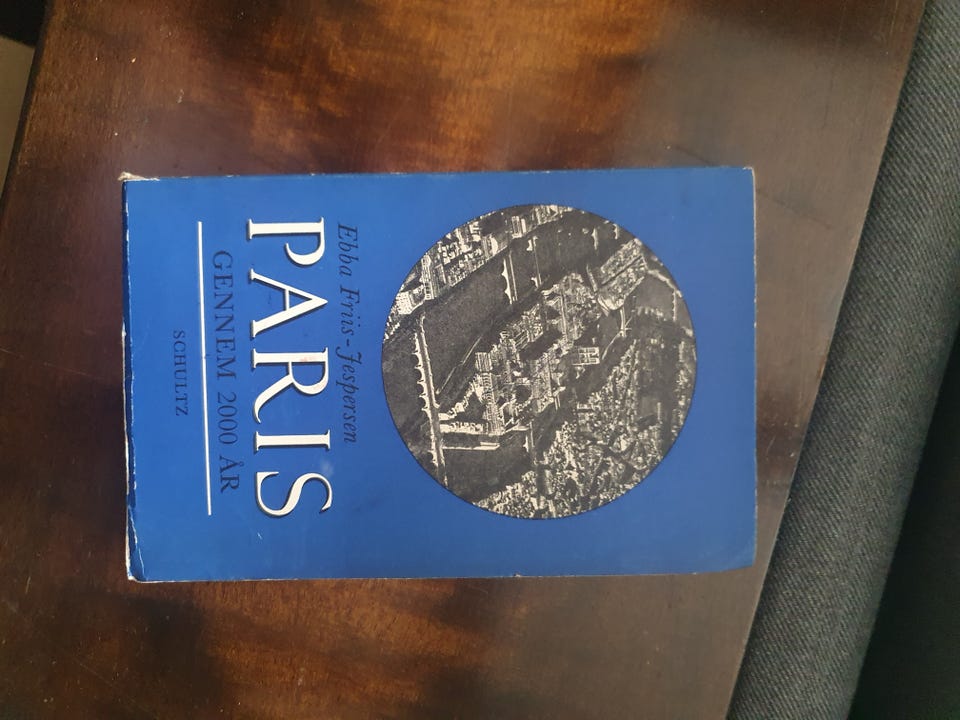 Ebba Friis-Jespersen
PARIS
GENNEM 2000 ÅR
SCHULTZ